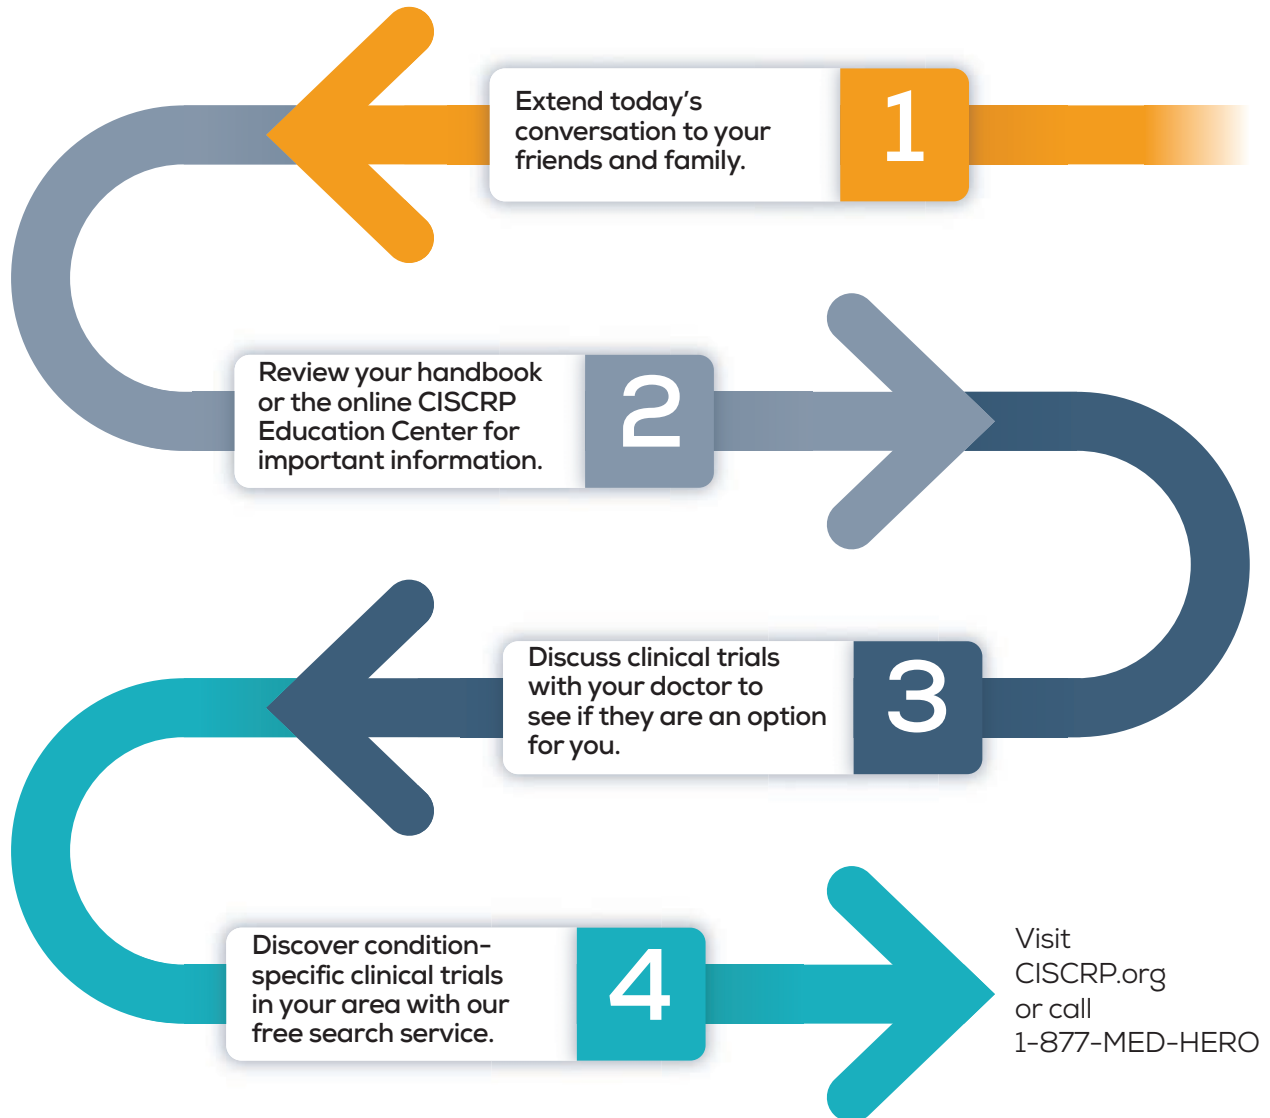 Extend today's
conversation to your
friends and family.
1
Review your handbook
or the online CISCRP
Education Center for
important information.
2
Discuss clinical trials
with your doctor to
see if they are an option
for you.
3
Discover condition-
specific clinical trials
in your area with our
free search service.
4
Visit
CISCRP.org
or call
1-877-MED-HERO